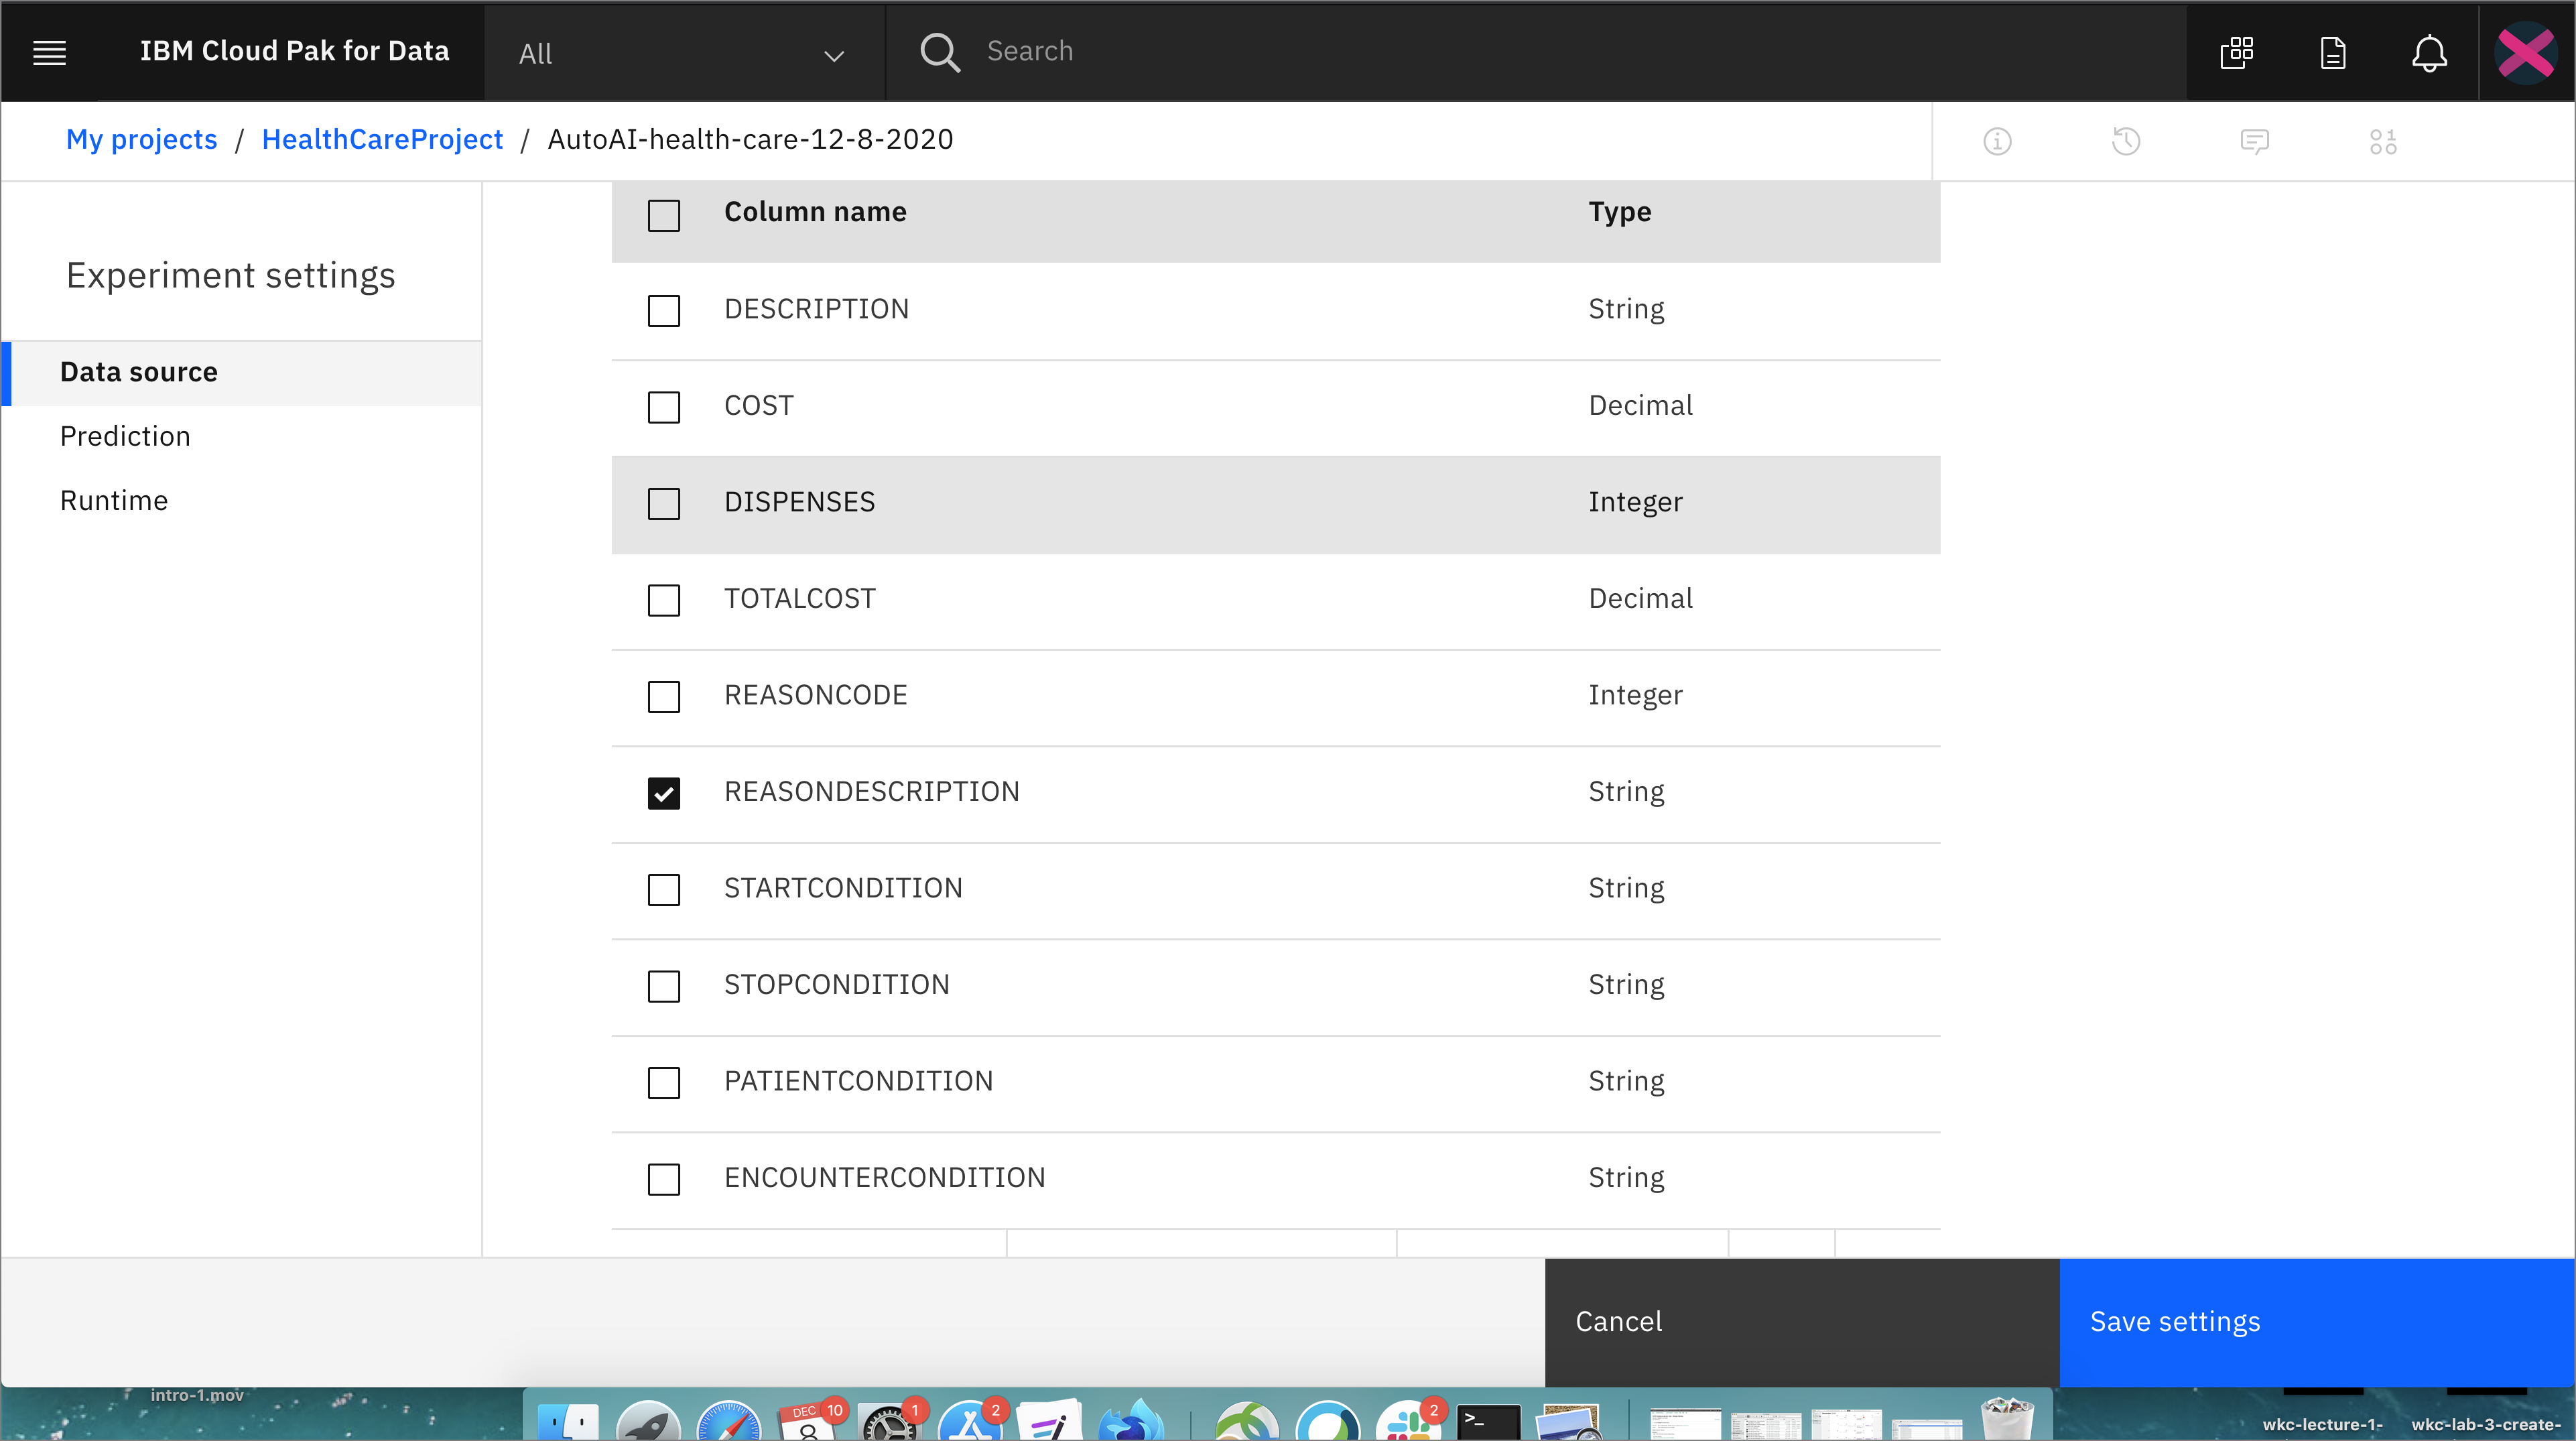 IBM Cloud Pak for Data
All
Search
My projects / HealthCareProject / AutoAI-health-care-12-8-2020
Experiment settings
Data source
Prediction
Runtime
Column name Type
DESCRIPTION String
COST Decimal
DISPENSES Integer
TOTALCOST Decimal
REASONCODE Integer
REASONDESCRIPTION String
STARTCONDITION String
STOPCONDITION String
PATIENTCONDITION String
ENCOUNTERCONDITION String
Cancel
Save settings
intro-1.mov
DEC 10
8
1
2
2
>_
wkc-lecture-1-
wkc-lab-3-create-